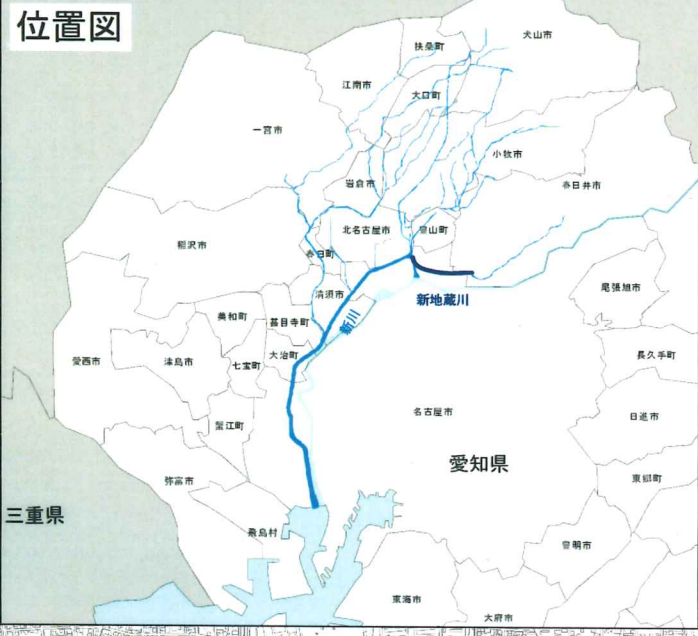 位置図
扶桑町
犬山市
江南市
大口町
一宮市
小牧市
岩倉市
春日井市
北名古屋市
豊山町
稲沢市
春日町
尾張旭市
清須市
新地蔵川
美和町
甚目寺町
新川
大治町
長久手町
愛西市
津島市
七宝町
名古屋市
日進市
蟹江町
愛知県
弥富市
東郷町
三重県
飛島村
豊明市
東海市
大府市